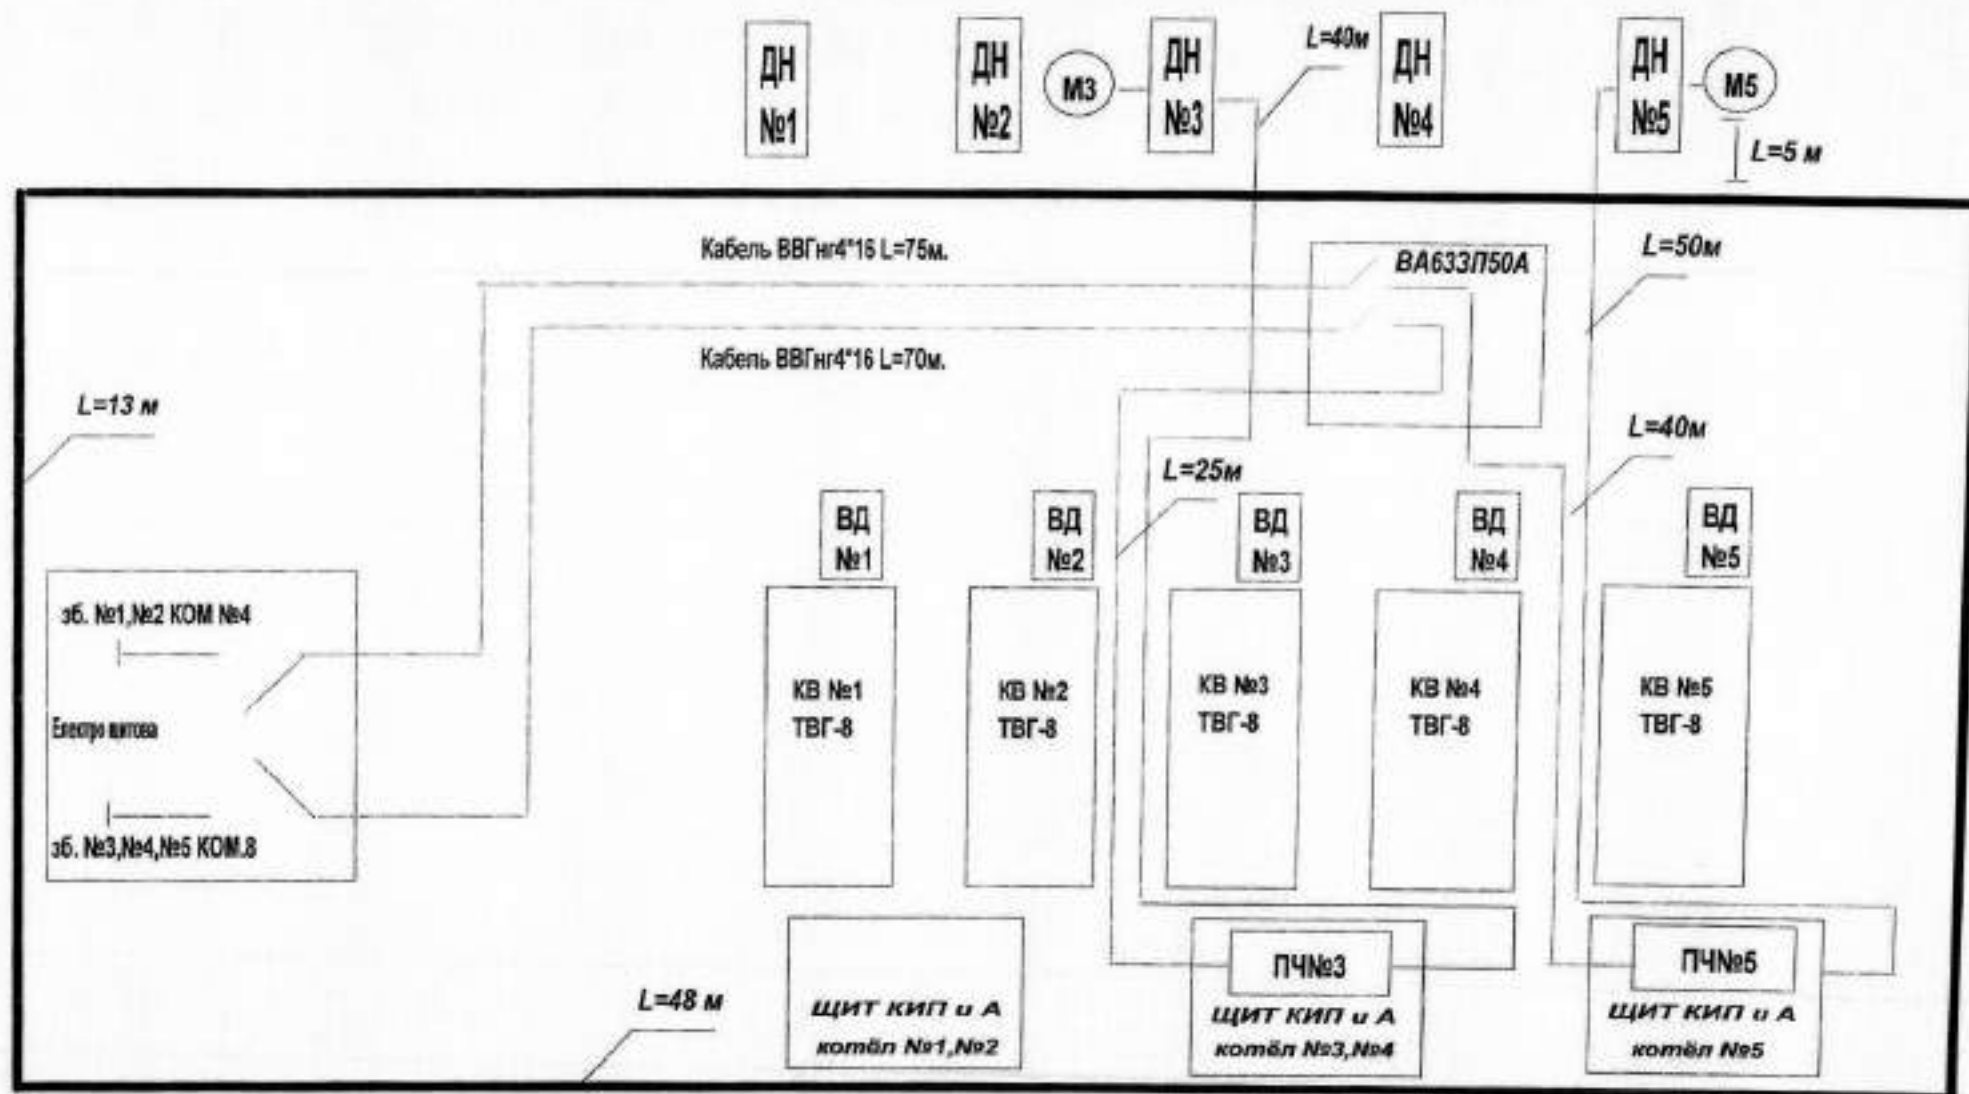 ДН
№1
ДН
№2
М3
ДН
№3
L=40м
ДН
№4
ДН
№5
М5
L=5 м
Кабель ВВГнг4*16 L=75м.
ВА63ЗП50А
L=50м
Кабель ВВГнг4*16 L=70м.
L=13 м
L=40м
L=25м
ВД
№1
ВД
№2
ВД
№3
ВД
№4
ВД
№5
зб. №1,№2 КОМ №4
Електро щитова
зб. №3,№4,№5 КОМ.8
КВ №1
ТВГ-8
КВ №2
ТВГ-8
КВ №3
ТВГ-8
КВ №4
ТВГ-8
КВ №5
ТВГ-8
L=48 м
ЩИТ КИП и А
котёл №1,№2
ПЧ№3
ЩИТ КИП и А
котёл №3,№4
ПЧ№5
ЩИТ КИП и А
котёл №5